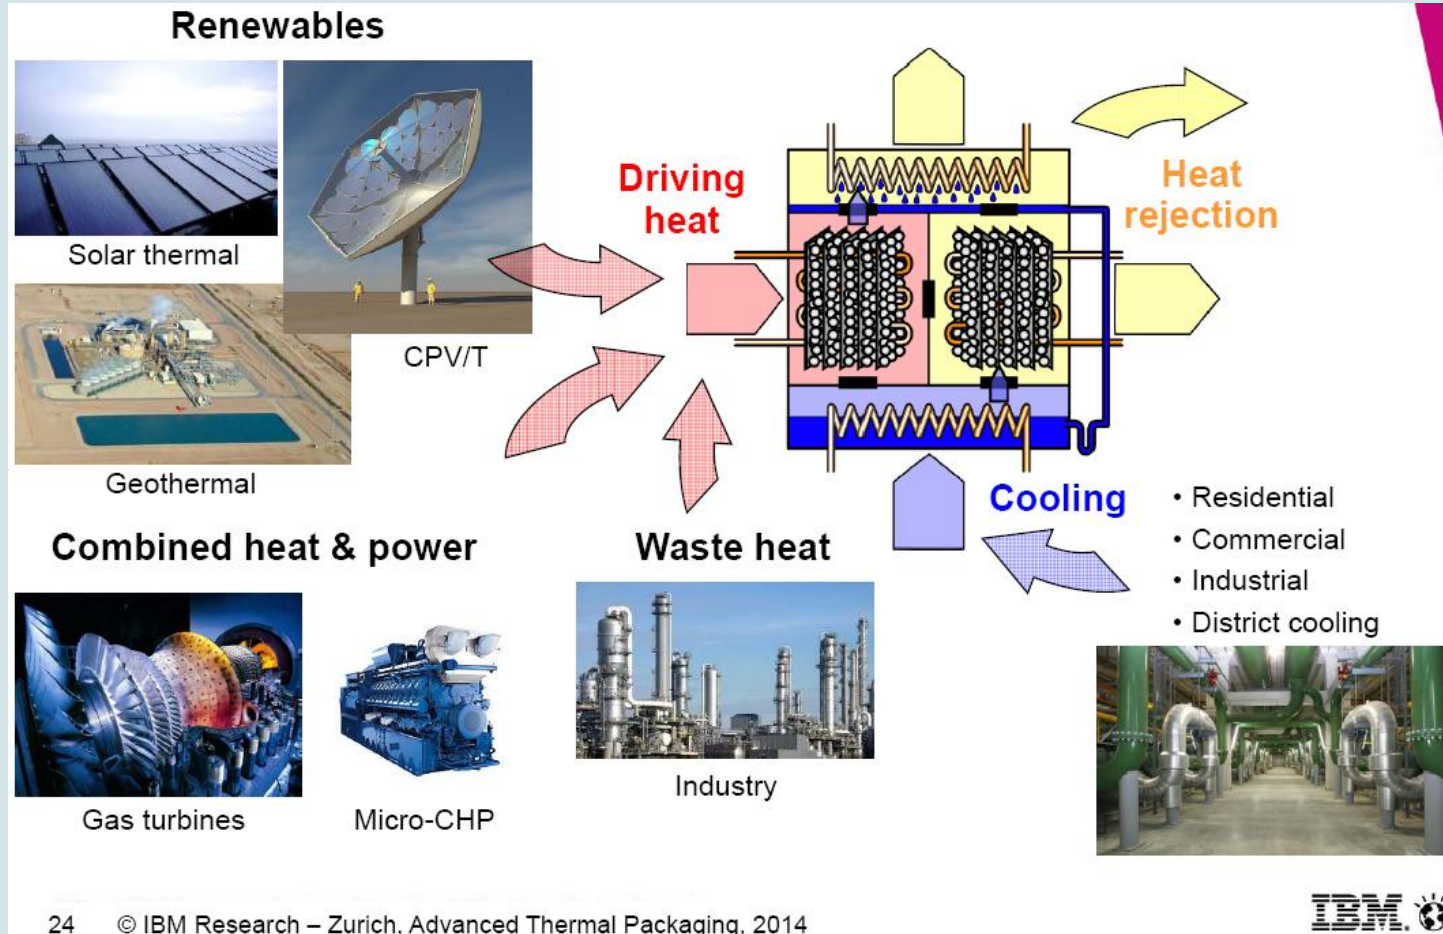 Renewables
Solar thermal
CPV/T
Geothermal
Driving
heat
Heat
rejection
Cooling
• Residential
• Commercial
• Industrial
• District cooling
Combined heat & power
Gas turbines
Micro-CHP
Waste heat
Industry
24 © IBM Research – Zurich, Advanced Thermal Packaging, 2014
IBM.